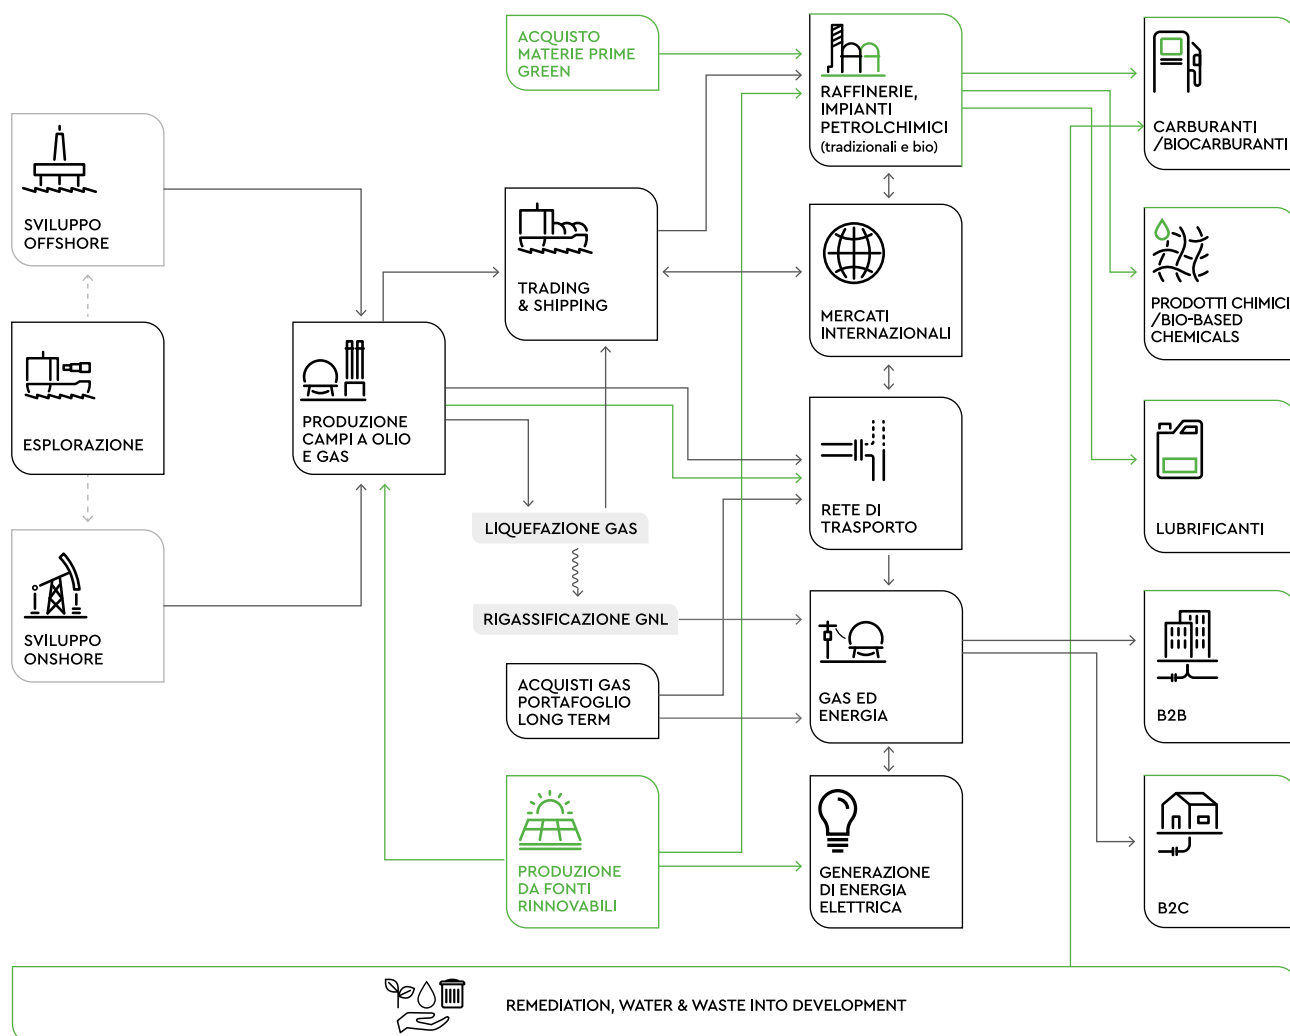 ACQUISTO
MATERIE PRIME
GREEN
RAFFINERIE,
IMPIANTI
PETROLCHIMICI
(tradizionali e bio)
CARBURANTI
/BIOCARBURANTI
SVILUPPO
OFFSHORE
TRADING
& SHIPPING
MERCATI
INTERNAZIONALI
PRODOTTI CHIMICI
/BIO-BASED
CHEMICALS
ESPLORAZIONE
PRODUZIONE
CAMPI A OLIO
E GAS
RETE DI
TRASPORTO
LUBRIFICANTI
LIQUEFAZIONE GAS
RIGASSIFICAZIONE GNL
SVILUPPO
ONSHORE
ACQUISTI GAS
PORTAFOGLIO
LONG TERM
GAS ED
ENERGIA
B2B
PRODUZIONE
DA FONTI
RINNOVABILI
GENERAZIONE
DI ENERGIA
ELETTRICA
B2C
REMEDIATION, WATER & WASTE INTO DEVELOPMENT